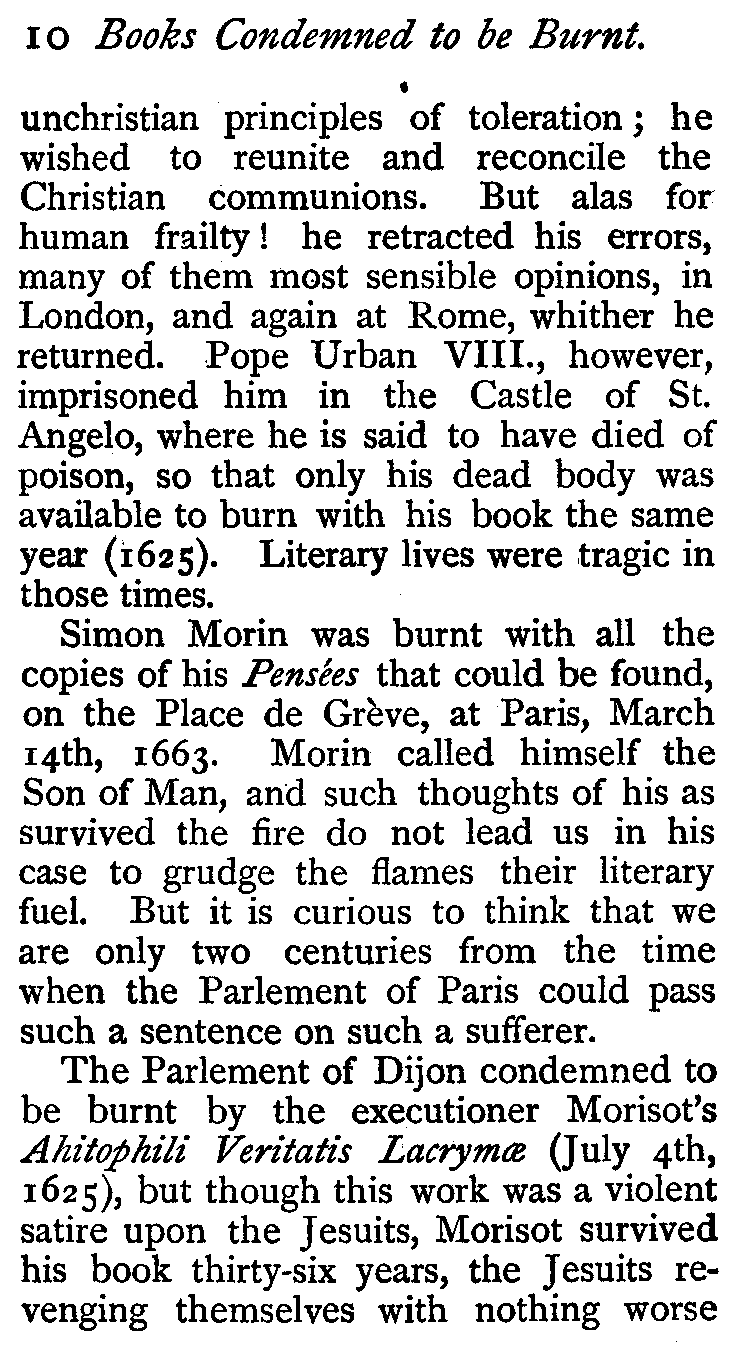 10 Books Condemned to be Burnt.
unchristian principles of toleration; he
wished to reunite and reconcile the
Christian communions. But alas for
human frailty! he retracted his errors,
many of them most sensible opinions, in
London, and again at Rome, whither he
returned. Pope Urban VIII., however,
imprisoned him in the Castle of St.
Angelo, where he is said to have died of
poison, so that only his dead body was
available to burn with his book the same
year (1625). Literary lives were tragic in
those times.
Simon Morin was burnt with all the
copies of his Pensées that could be found,
on the Place de Grève, at Paris, March
14th, 1663. Morin called himself the
Son of Man, and such thoughts of his as
survived the fire do not lead us in his
case to grudge the flames their literary
fuel. But it is curious to think that we
are only two centuries from the time
when the Parlement of Paris could pass
such a sentence on such a sufferer.
The Parlement of Dijon condemned to
be burnt by the executioner Morisot's
Ahitophili Veritatis Lacrymæ (July 4th,
1625), but though this work was a violent
satire upon the Jesuits, Morisot survived
his book thirty-six years, the Jesuits re-
venging themselves with nothing worse